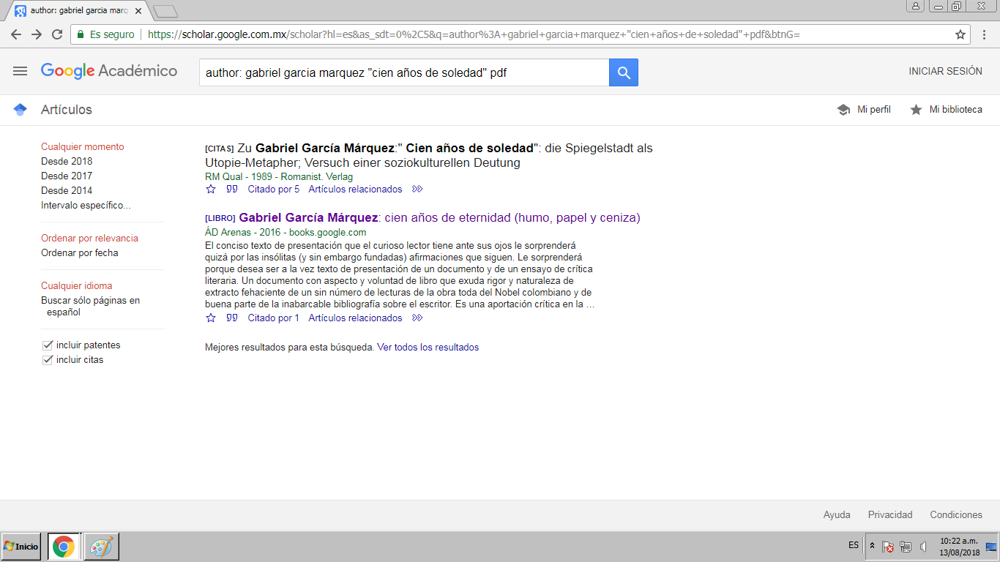 author: gabriel garcia marq
Es seguro
https://scholar.google.com.mx/scholar?hl=es&as_sdt=0%2C5&q=author%3A+gabriel+garcia+marquez+"cien+años+de+soledad"+pdf&btnG=
Google Académico
author: gabriel garcia marquez "cien años de soledad" pdf
INICIAR SESIÓN
Artículos
Mi perfil
Mi biblioteca
Cualquier momento
Desde 2018
Desde 2017
Desde 2014
Intervalo específico...
Ordenar por relevancia
Ordenar por fecha
Cualquier idioma
Buscar sólo páginas en
español
incluir patentes
incluir citas
[CITAS] Zu Gabriel García Márquez:" Cien años de soledad": die Spiegelstadt als
Utopie-Metapher; Versuch einer soziokulturellen Deutung
RM Qual - 1989 - Romanist. Verlag
Citado por 5 Artículos relacionados
[LIBRO] Gabriel García Márquez: cien años de eternidad (humo, papel y ceniza)
ÁD Arenas - 2016 - books.google.com
El conciso texto de presentación que el curioso lector tiene ante sus ojos le sorprenderá
quizá por las insólitas (y sin embargo fundadas) afirmaciones que siguen. Le sorprenderá
porque desea ser a la vez texto de presentación de un documento y de un ensayo de crítica
literaria. Un documento con aspecto y voluntad de libro que exuda rigor y naturaleza de
extracto fehaciente de un sin número de lecturas de la obra toda del Nobel colombiano y de
buena parte de la inabarcable bibliografía sobre el escritor. Es una aportación crítica en la ...
Citado por 1 Artículos relacionados
Mejores resultados para esta búsqueda. Ver todos los resultados
Ayuda
Privacidad
Condiciones
Inicio
ES
10:22 a.m.
13/08/2018